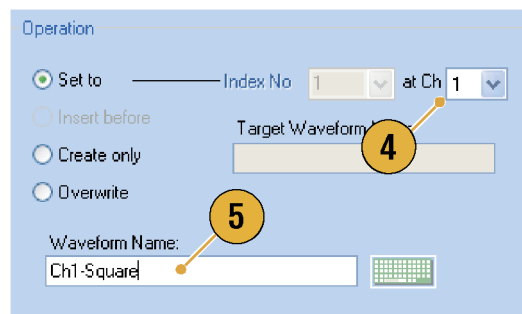 Operation
Set to Index No 1 at Ch 1
Insert before
Target Waveform
4
Create only
Overwrite
5
Waveform Name:
Ch1-Square